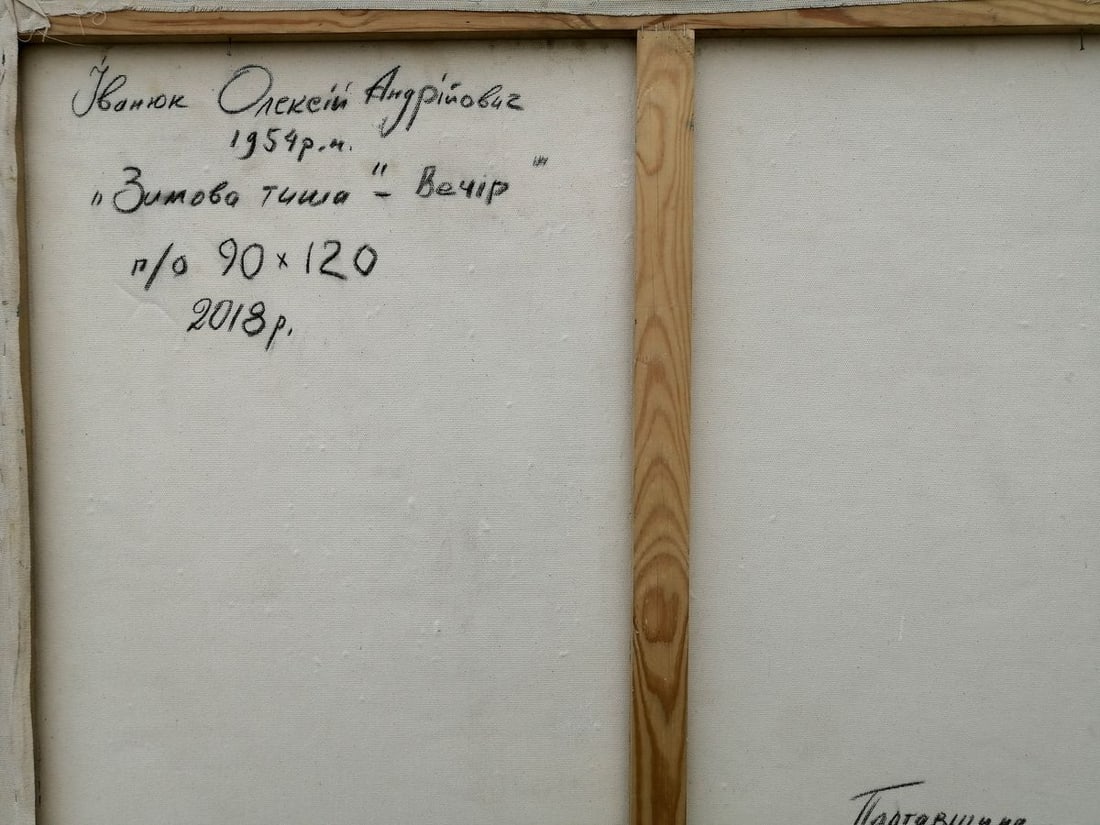 Іванюк Олексій Андрійович
1954р.н.
„Зимова тиша" - Вечір "
п/о 90 x 120
2018р.
Полтавщина